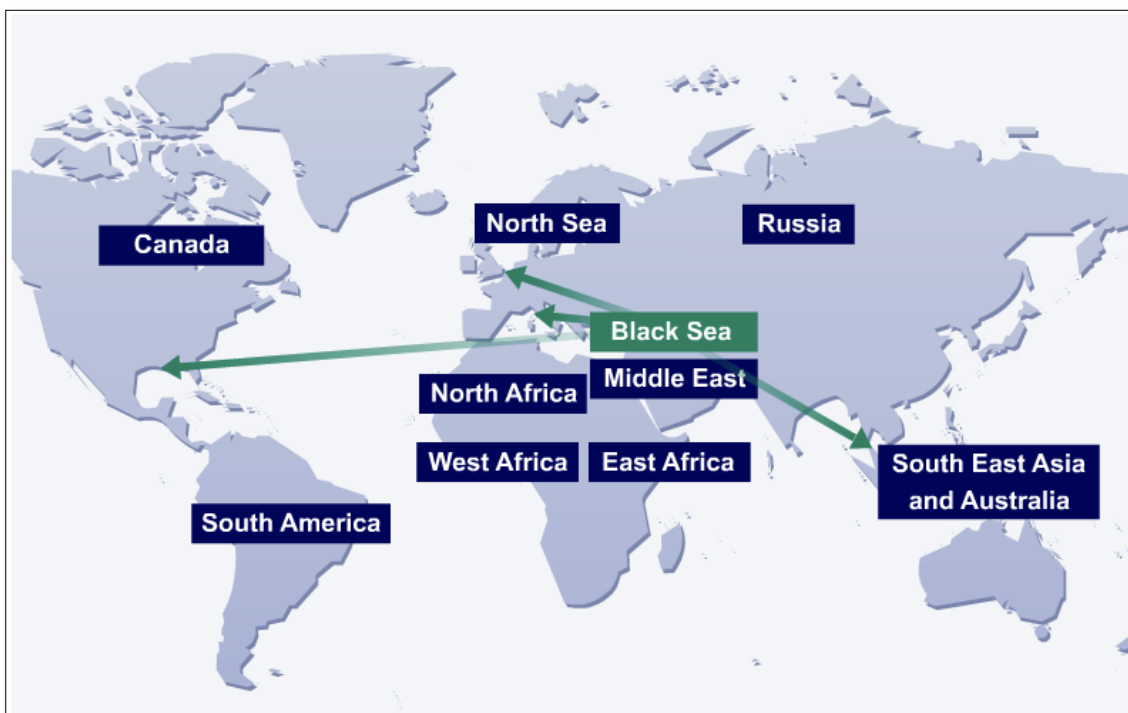 North Sea
Russia
Canada
Black Sea
Middle East
North Africa
West Africa
East Africa
South East Asia
and Australia
South America